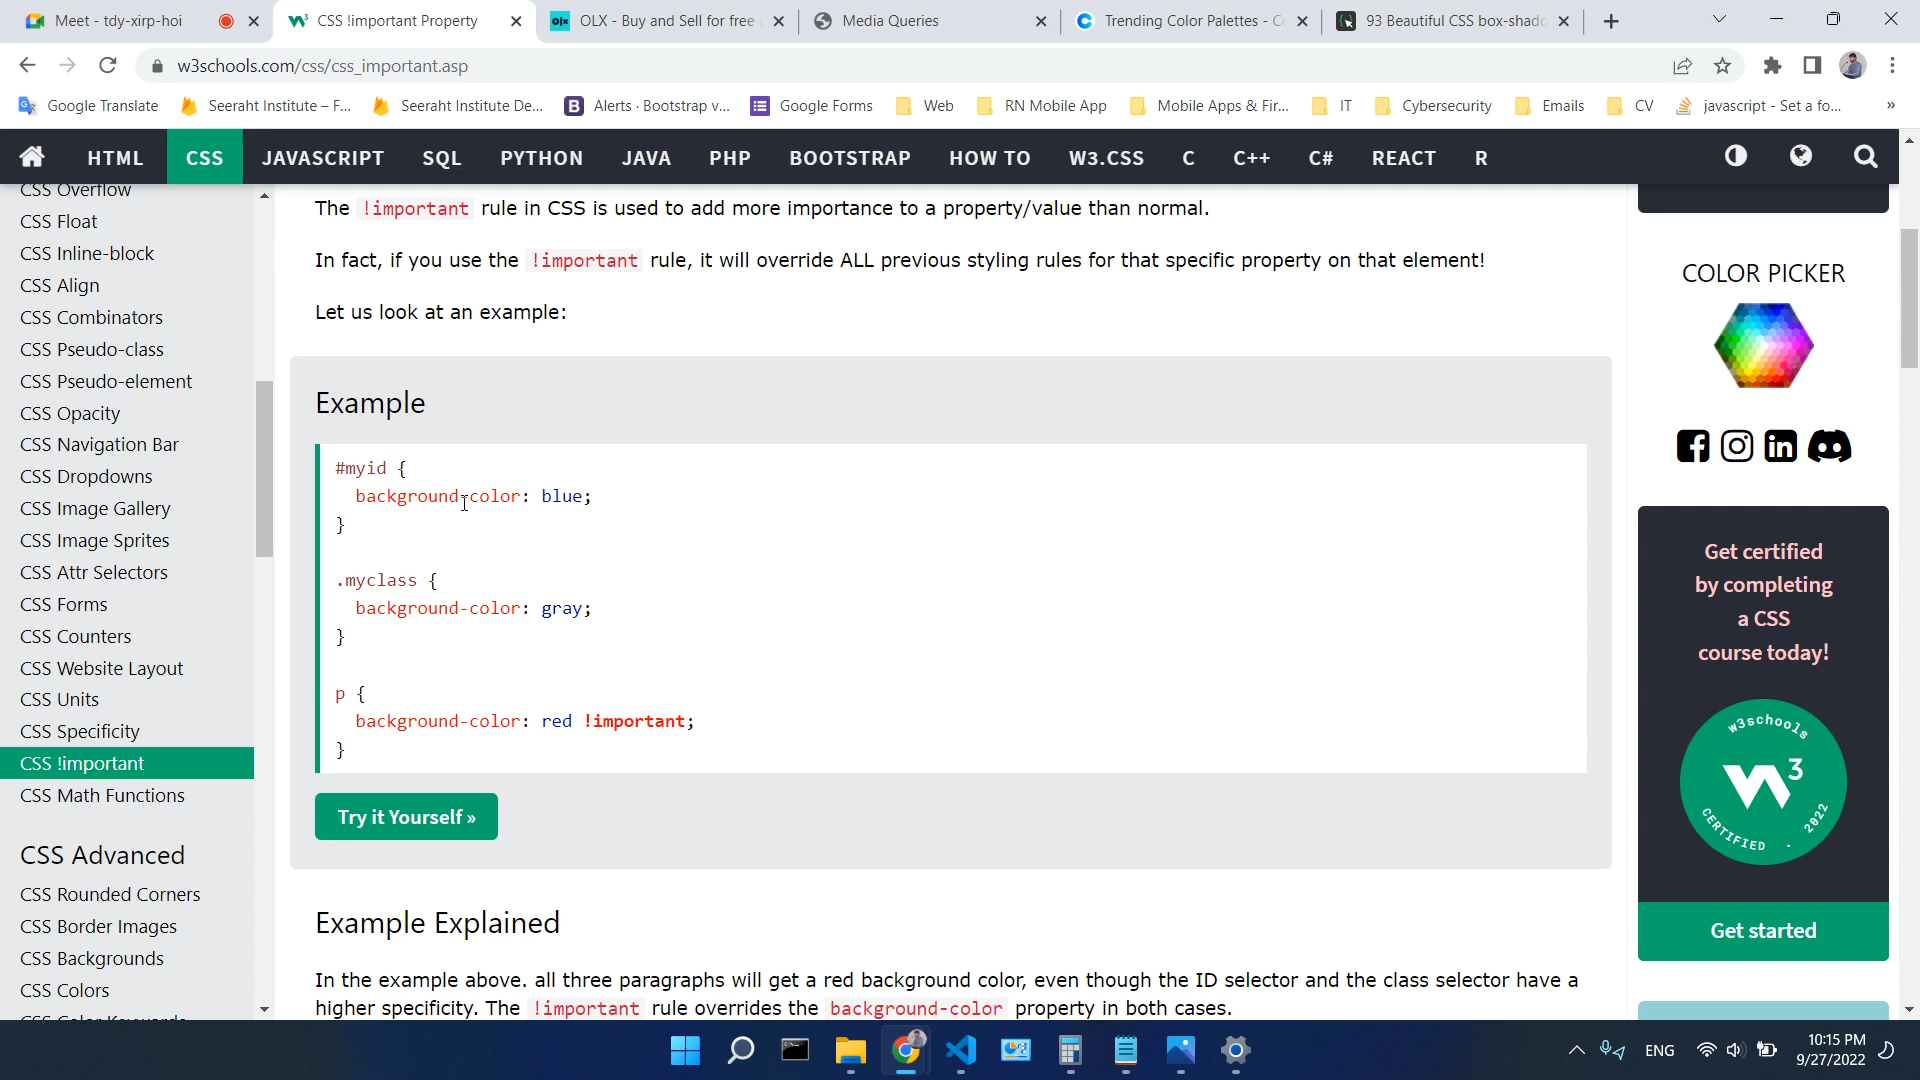 Meet - tdy-xirp-hoi
CSS !important Property
OLX - Buy and Sell for free
Media Queries
Trending Color Palettes - Co
93 Beautiful CSS box-shado
w3schools.com/css/css_important.asp
Google Translate
Seeraht Institute – F...
Seeraht Institute De...
Alerts · Bootstrap v...
Google Forms
Web
RN Mobile App
Mobile Apps & Fir...
IT
Cybersecurity
Emails
CV
javascript - Set a fo...
»
HTML
CSS
JAVASCRIPT
SQL
PYTHON
JAVA
PHP
BOOTSTRAP
HOW TO
W3.CSS
C
C++
C#
REACT
R
CSS Overflow
CSS Float
CSS Inline-block
CSS Align
CSS Combinators
CSS Pseudo-class
CSS Pseudo-element
CSS Opacity
CSS Navigation Bar
CSS Dropdowns
CSS Image Gallery
CSS Image Sprites
CSS Attr Selectors
CSS Forms
CSS Counters
CSS Website Layout
CSS Units
CSS Specificity
CSS !important
CSS Math Functions
CSS Advanced
CSS Rounded Corners
CSS Border Images
CSS Backgrounds
CSS Colors
CSS Color Keywords
The !important rule in CSS is used to add more importance to a property/value than normal.
In fact, if you use the !important rule, it will override ALL previous styling rules for that specific property on that element!
Let us look at an example:
Example
#myid {
background-color: blue;
}
.myclass {
background-color: gray;
}
p {
background-color: red !important;
}
Try it Yourself »
Example Explained
In the example above. all three paragraphs will get a red background color, even though the ID selector and the class selector have a
higher specificity. The !important rule overrides the background-color property in both cases.
COLOR PICKER
Get certified
by completing
a CSS
course today!
w3schools
W3
CERTIFIED . 2022
Get started
ENG
10:15 PM
9/27/2022